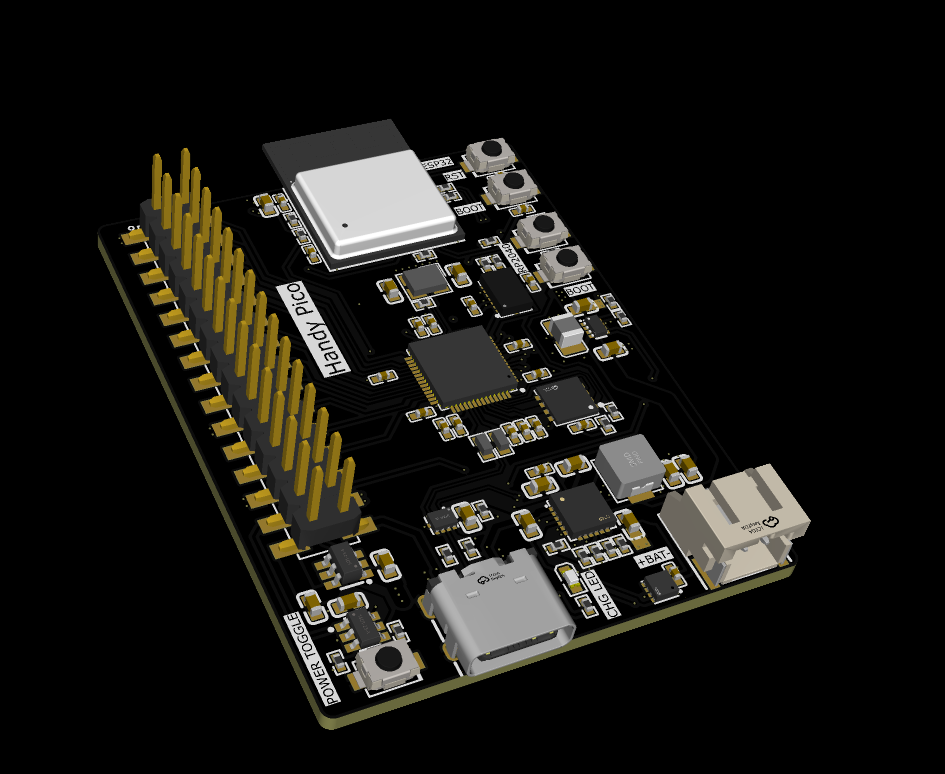 ESP32
RST
BOOT
RP2040
BOOT
Handy Pico
+BAT-
CHG LED
POWER TOGGLE